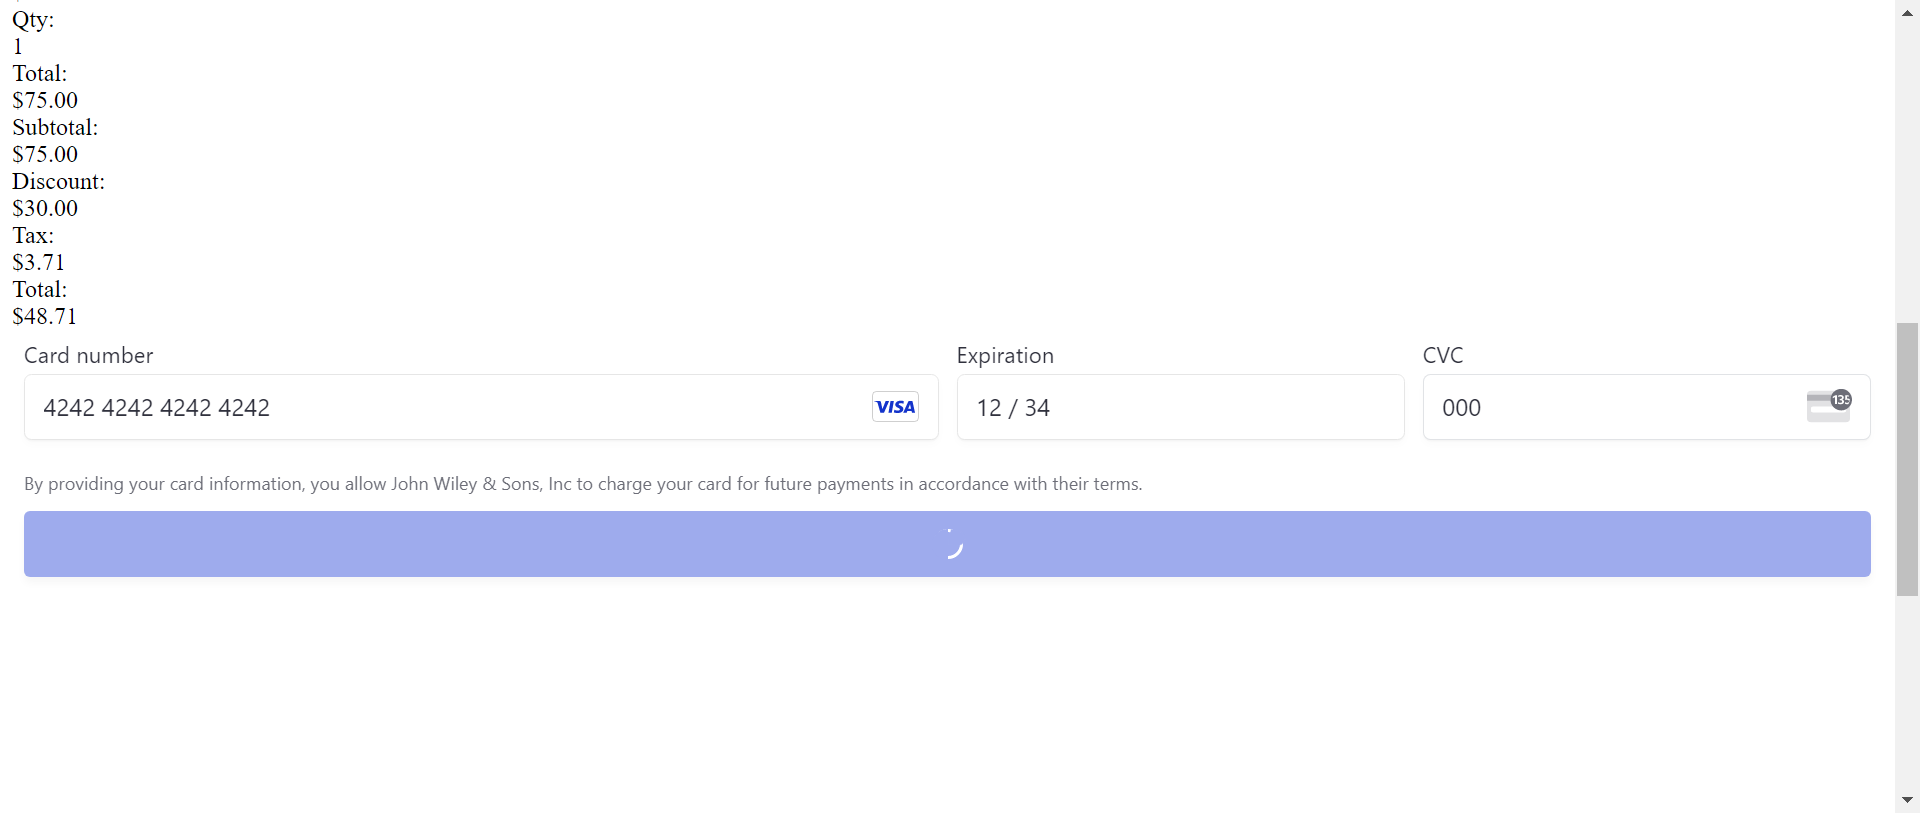 Qty:
1
Total:
$75.00
Subtotal:
$75.00
Discount:
$30.00
Tax:
$3.71
Total:
$48.71
Card number Expiration CVC
4242 4242 4242 4242 VISA 12 / 34 000 135
By providing your card information, you allow John Wiley & Sons, Inc to charge your card for future payments in accordance with their terms.